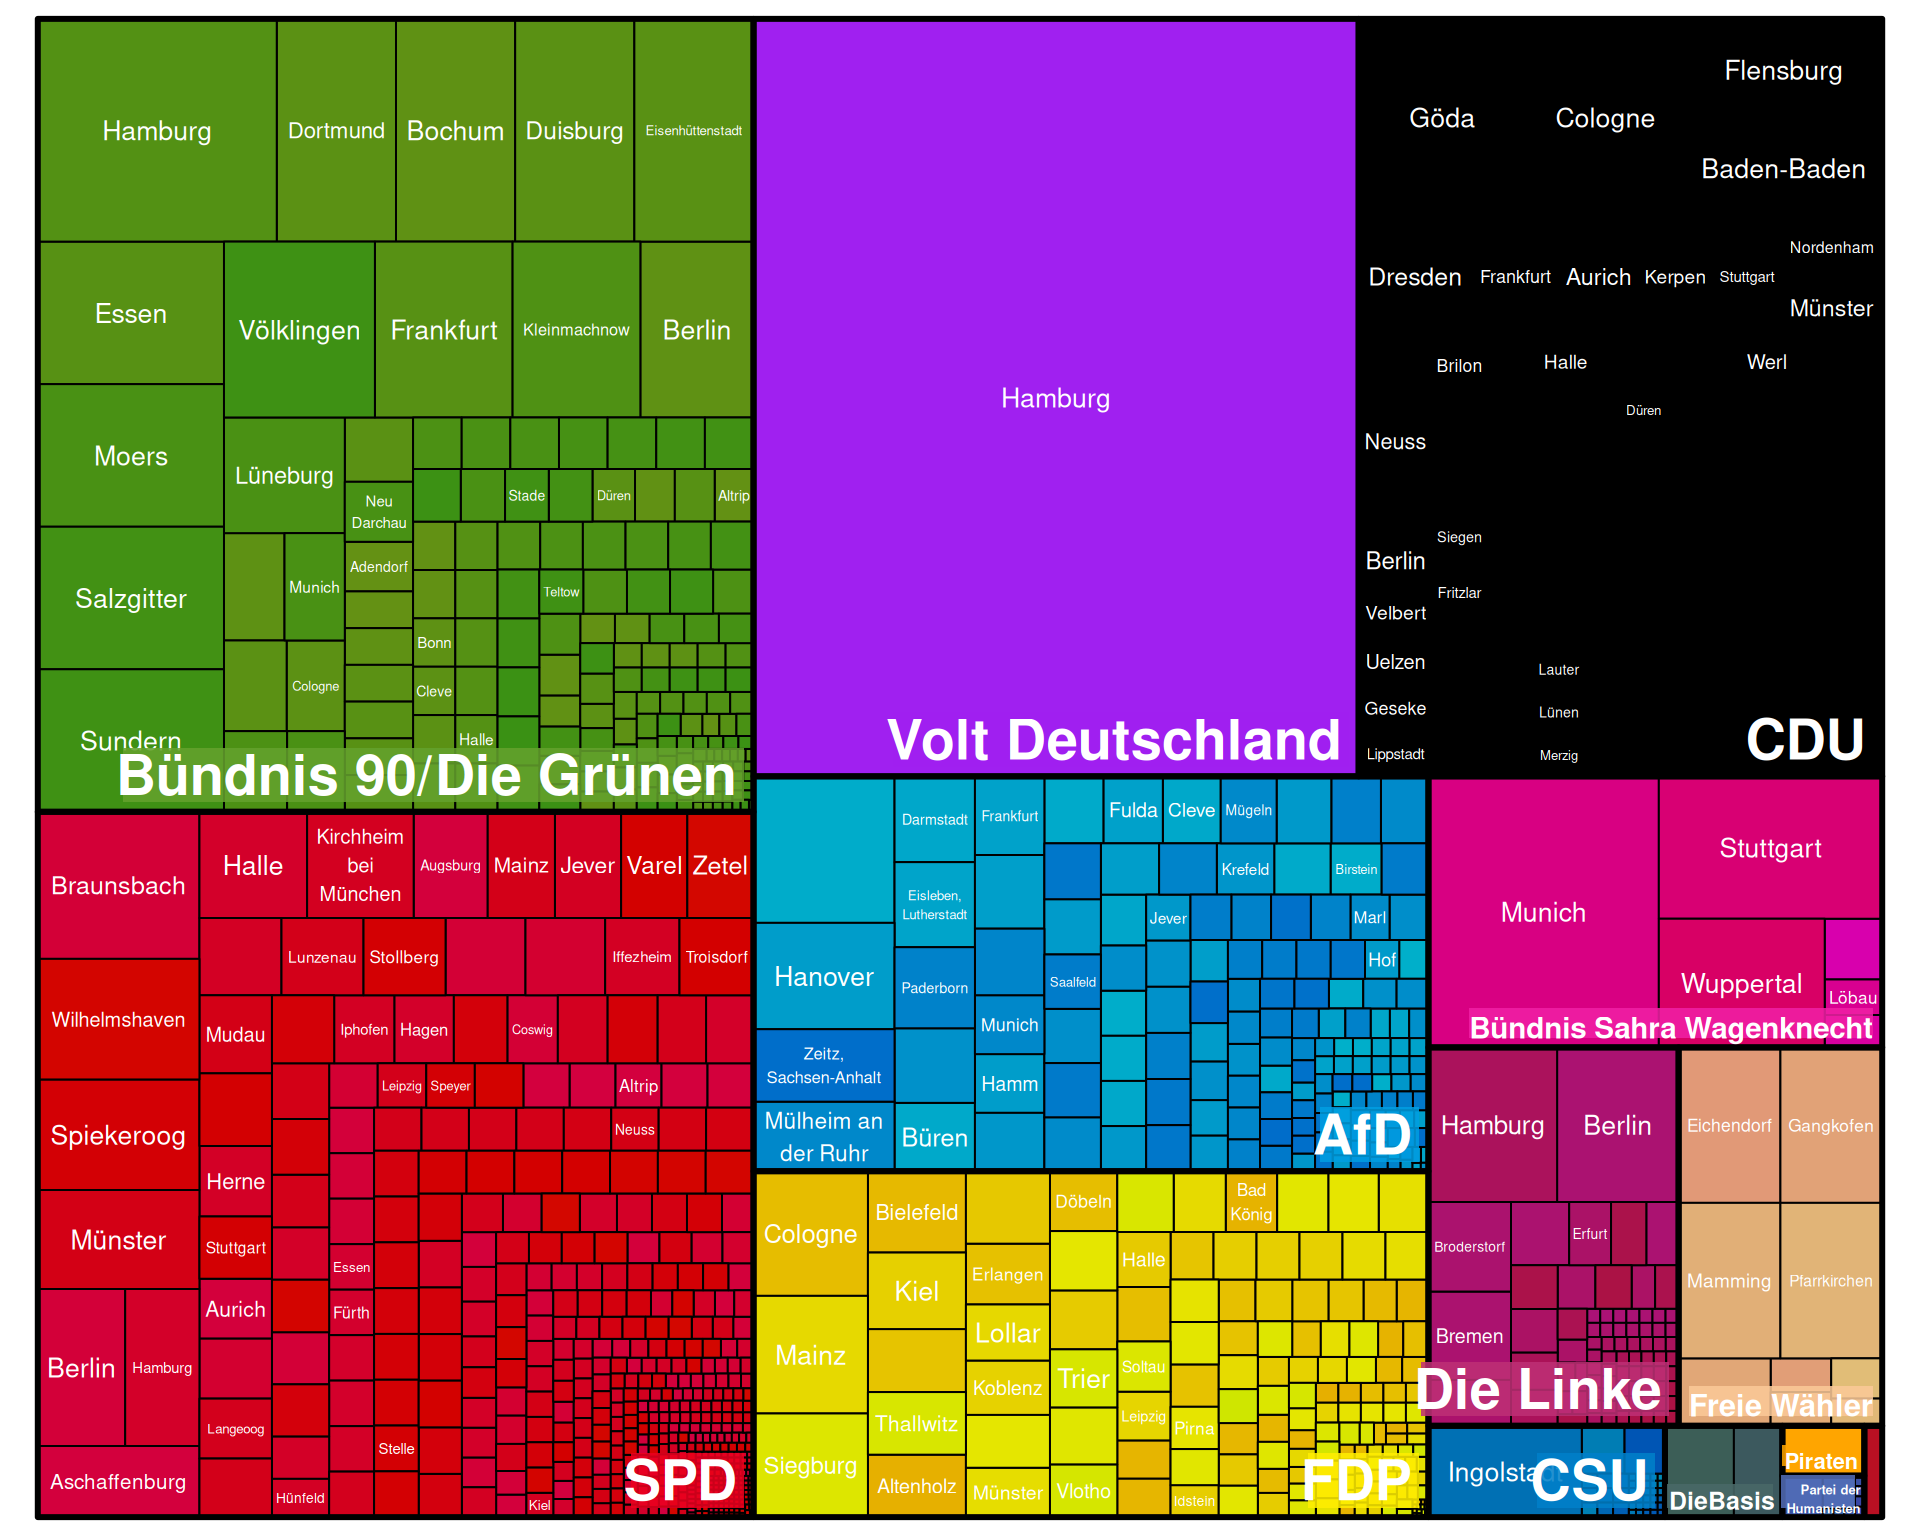 Hamburg
Dortmund
Bochum
Duisburg
Eisenhüttenstadt
Essen
Völklingen
Frankfurt
Kleinmachnow
Berlin
Moers
Lüneburg
Neu
Darchau
Stade
Düren
Altrip
Adendorf
Munich
Teltow
Salzgitter
Bonn
Cologne
Cleve
Halle
Sundern
Bündnis 90/Die Grünen
Hamburg
Volt Deutschland
Flensburg
Göda
Cologne
Baden-Baden
Nordenham
Dresden
Frankfurt
Aurich
Kerpen
Stuttgart
Münster
Brilon
Halle
Werl
Düren
Neuss
Siegen
Berlin
Fritzlar
Velbert
Uelzen
Lauter
Geseke
Lünen
Lippstadt
Merzig
CDU
Braunsbach
Halle
Kirchheim
bei
München
Augsburg
Mainz
Jever
Varel
Zetel
Lunzenau
Stollberg
Iffezheim
Troisdorf
Wilhelmshaven
Mudau
Iphofen
Hagen
Coswig
Leipzig
Speyer
Altrip
Spiekeroog
Neuss
Herne
Münster
Stuttgart
Essen
Aurich
Fürth
Berlin
Hamburg
Langeoog
Stelle
Aschaffenburg
Hünfeld
Kiel
SPD
Darmstadt
Frankfurt
Fulda
Cleve
Mügeln
Krefeld
Birstein
Eisleben,
Lutherstadt
Jever
Marl
Hanover
Paderborn
Saalfeld
Hof
Munich
Zeitz,
Sachsen-Anhalt
Hamm
Mülheim an
der Ruhr
Büren
AfD
Cologne
Bielefeld
Döbeln
Bad
König
Erlangen
Halle
Kiel
Mainz
Lollar
Koblenz
Trier
Soltau
Thallwitz
Leipzig
Pirna
Siegburg
Altenholz
Münster
Vlotho
Idstein
FDP
Munich
Stuttgart
Wuppertal
Löbau
Bündnis Sahra Wagenknecht
Hamburg
Berlin
Broderstorf
Erfurt
Bremen
Die Linke
Eichendorf
Gangkofen
Mamming
Pfarrkirchen
Freie Wähler
Ingolstadt
CSU
DieBasis
Piraten
Partei der
Humanisten